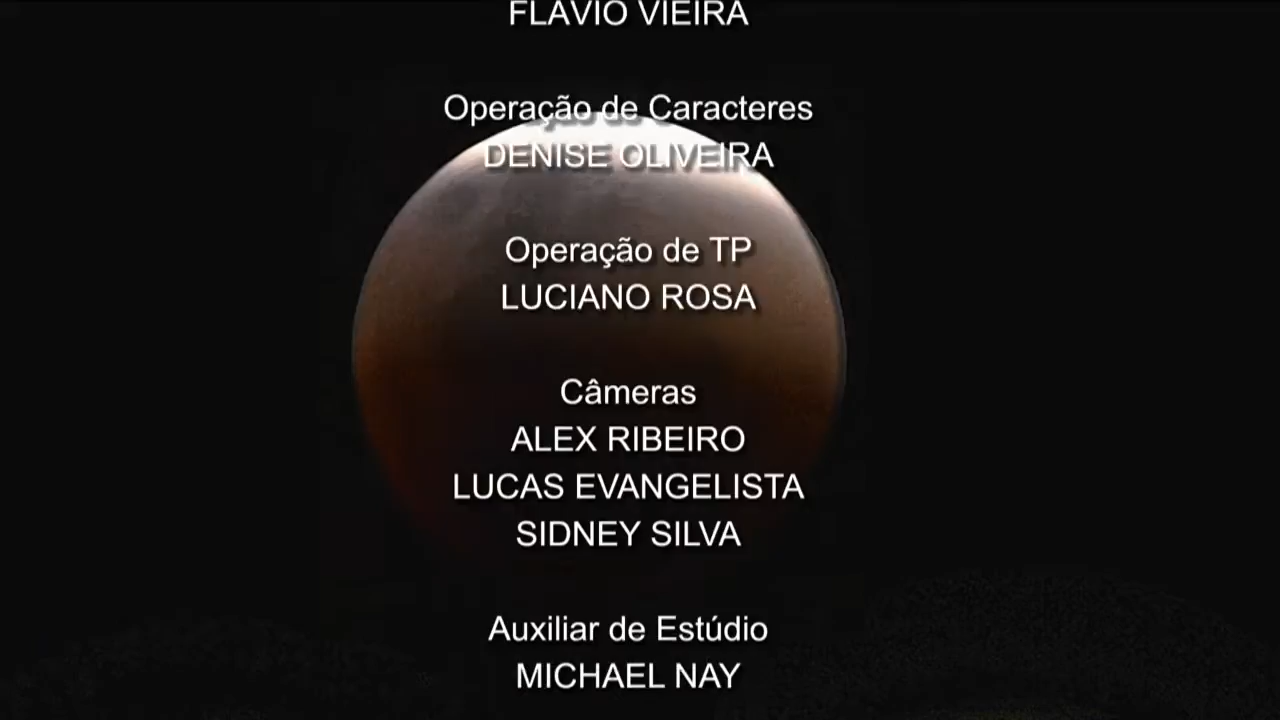 FLAVIO VIEIRA
Operação de Caracteres
DENISE OLIVEIRA
Operação de TP
LUCIANO ROSA
Câmeras
ALEX RIBEIRO
LUCAS EVANGELISTA
SIDNEY SILVA
Auxiliar de Estúdio
MICHAEL NAY